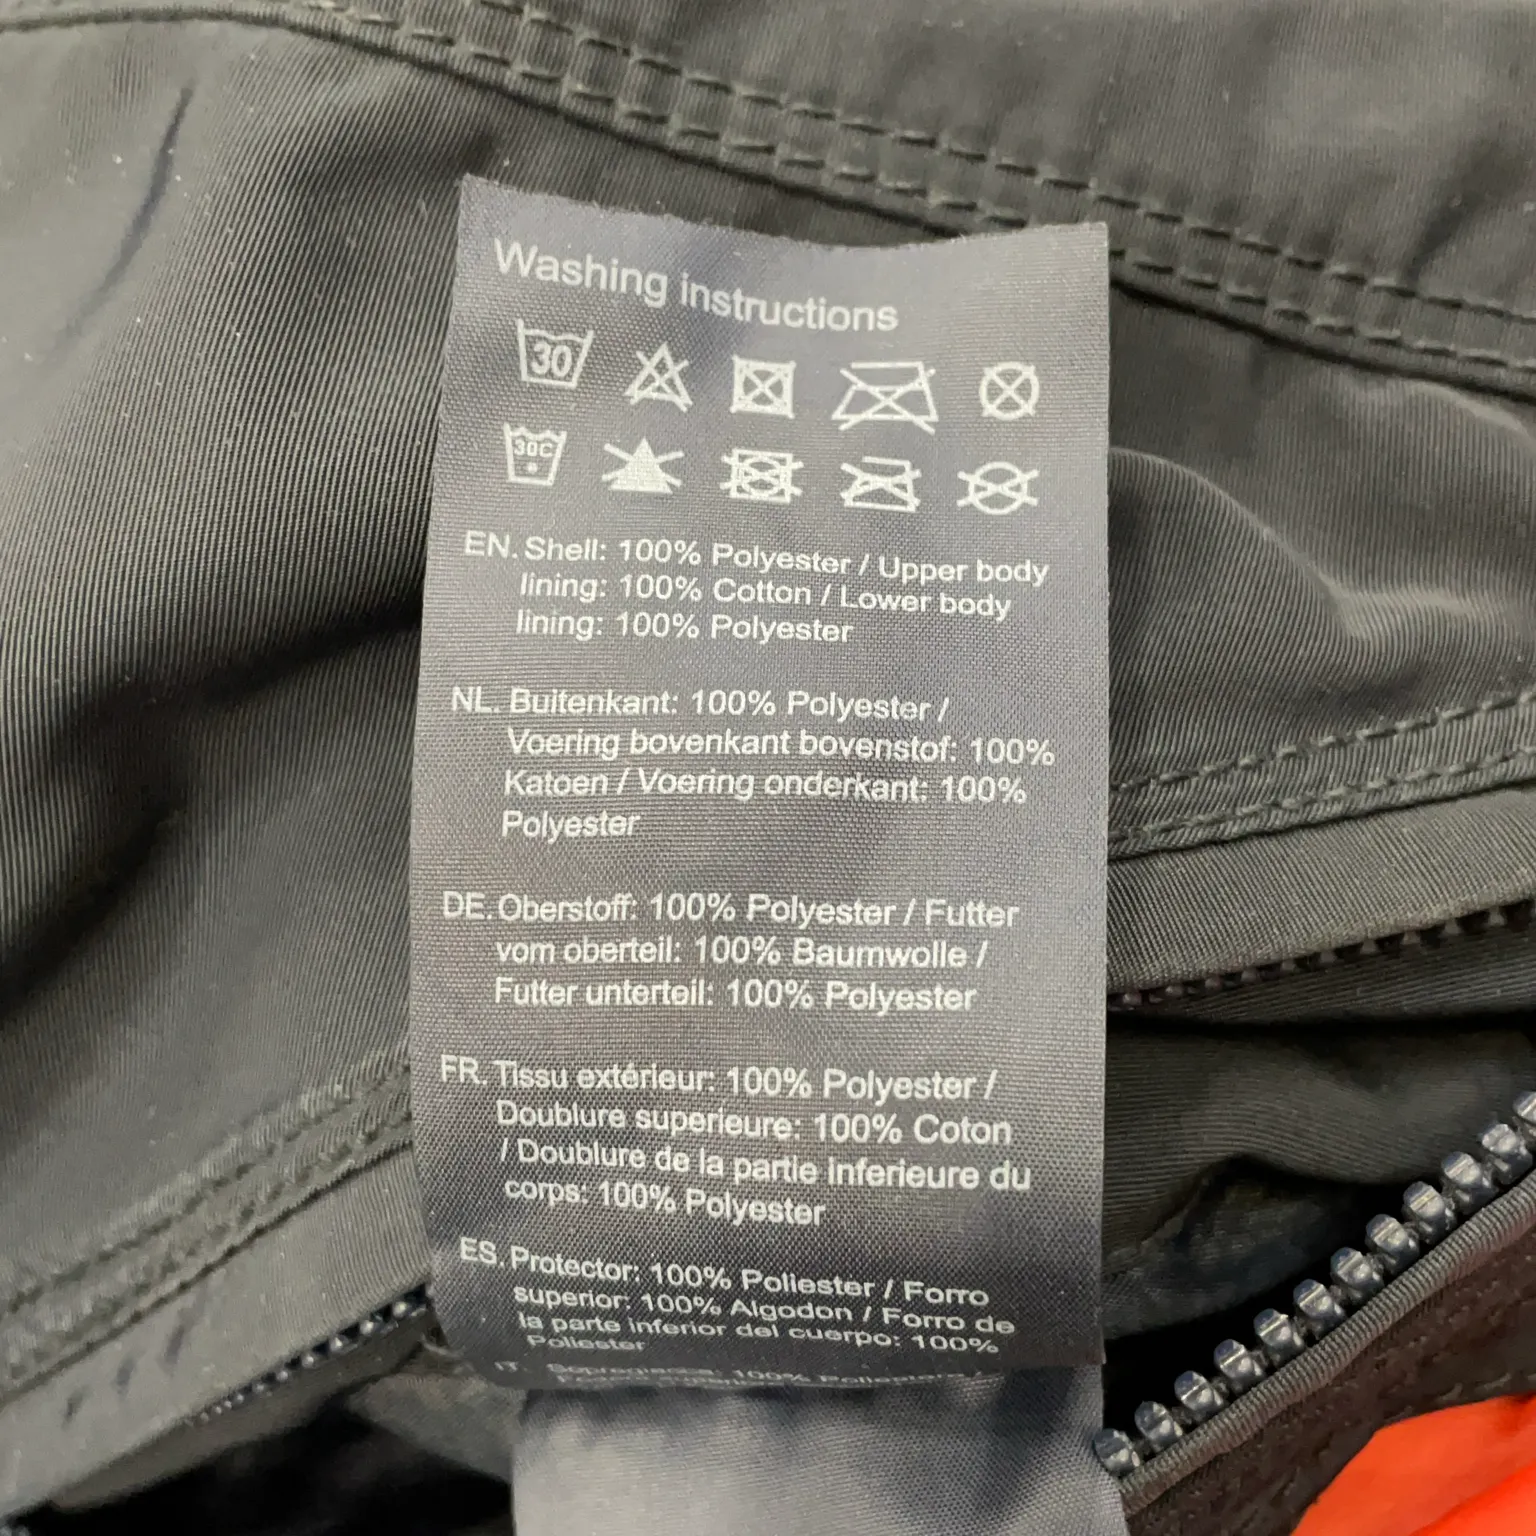 Washing instructions
30
30C
EN. Shell: 100% Polyester / Upper body
lining: 100% Cotton / Lower body
lining: 100% Polyester
NL. Buitenkant: 100% Polyester /
Voering bovenkant bovenstof: 100%
Katoen / Voering onderkant: 100%
Polyester
DE. Oberstoff: 100% Polyester / Futter
vom oberteil: 100% Baumwolle /
Futter unterteil: 100% Polyester
FR. Tissu extérieur: 100% Polyester /
Doublure superieure: 100% Coton
/ Doublure de la partie inferieure du
corps: 100% Polyester
ES. Protector: 100% Poliester / Forro
superior: 100% Algodon / Forro de
la parte inferior del cuerpo: 100%
Poliester
IT. 100%